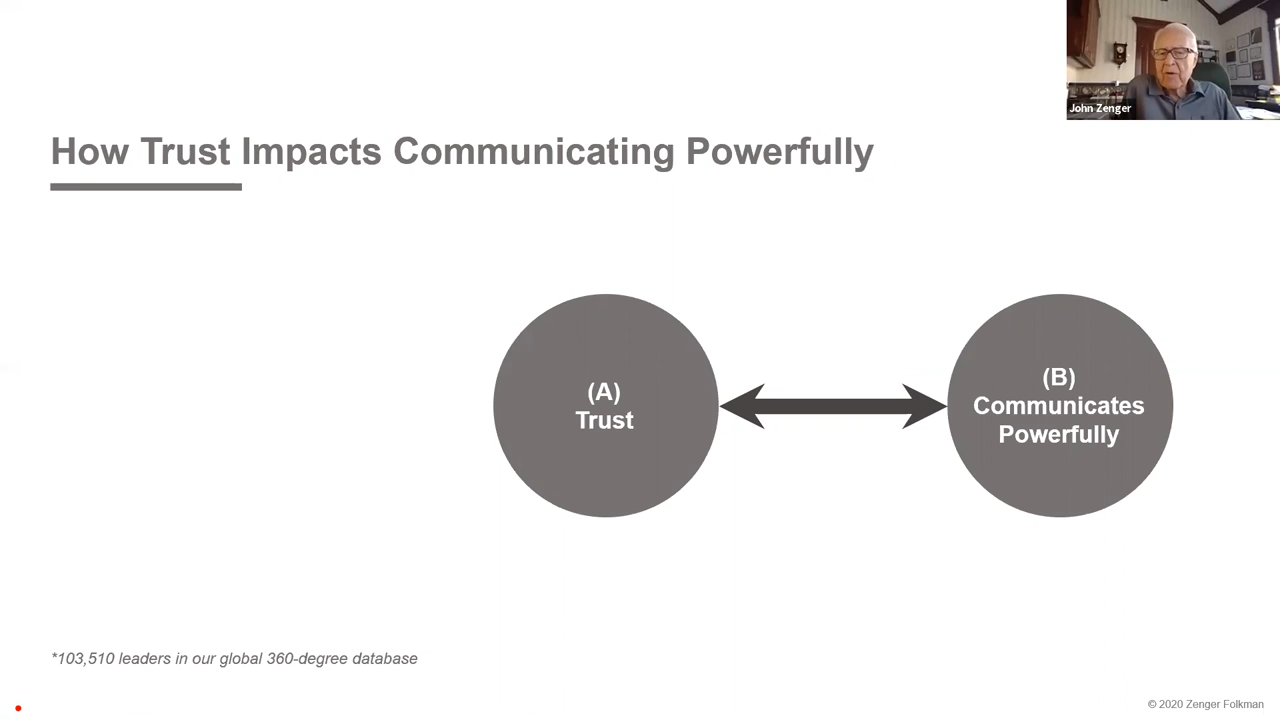 John Zenger
How Trust Impacts Communicating Powerfully
(A)
Trust
(B)
Communicates
Powerfully
*103,510 leaders in our global 360-degree database
© 2020 Zenger Folkman